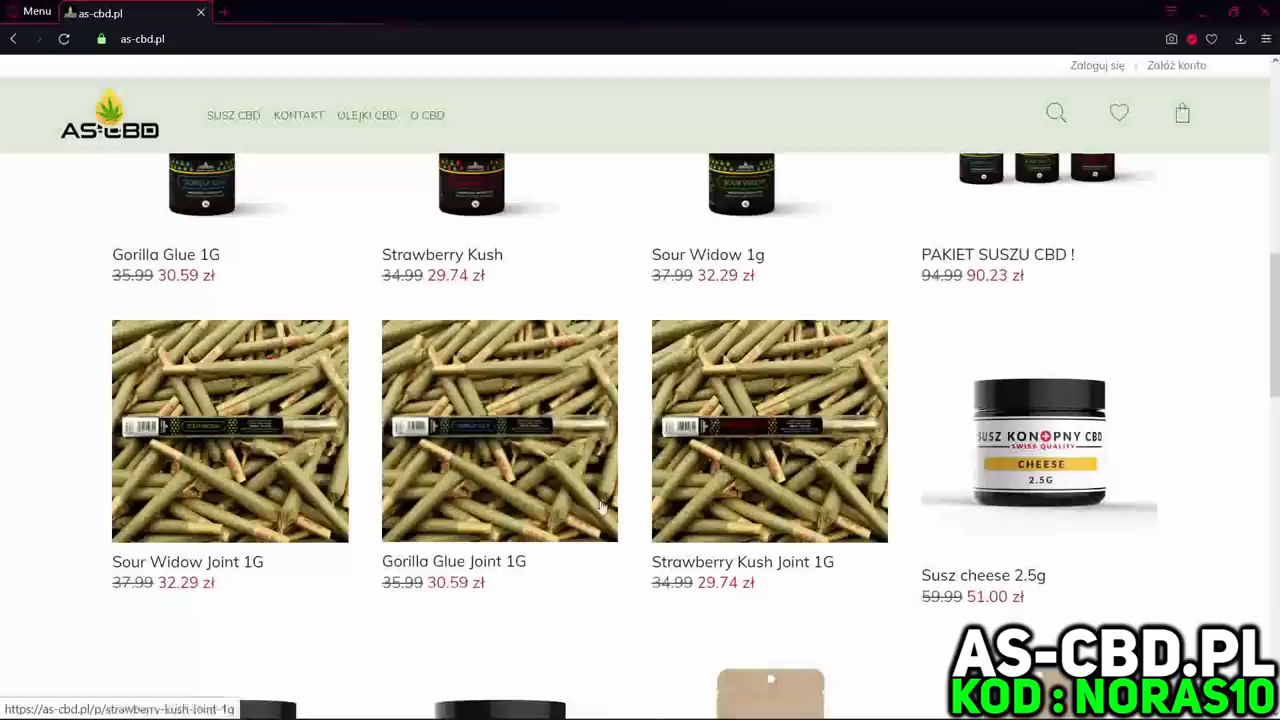 Menu
as-cbd.pl
as-cbd.pl
Zaloguj się
Załóż konto
AS-CBD
SUSZ CBD
KONTAKT
OLEJKI CBD
O CBD
Gorilla Glue 1G
35.99 30.59 zł
Strawberry Kush
34.99 29.74 zł
Sour Widow 1g
37.99 32.29 zł
PAKIET SUSZU CBD !
94.99 90.23 zł
SUSZ KONOPNY CBD
SWISS QUALITY
CHEESE
2.5G
Sour Widow Joint 1G
37.99 32.29 zł
Gorilla Glue Joint 1G
35.99 30.59 zł
Strawberry Kush Joint 1G
34.99 29.74 zł
Susz cheese 2.5g
59.99 51.00 zł
AS-CBD.PL
KOD : NORAS10
https://as-cbd.pl/p/strawberry-kush-joint-1g